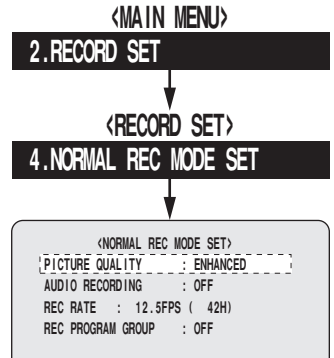 <MAIN MENU>
2.RECORD SET
<RECORD SET>
4.NORMAL REC MODE SET
<NORMAL REC MODE SET>
PICTURE QUALITY : ENHANCED
AUDIO RECORDING : OFF
REC RATE : 12.5FPS ( 42H)
REC PROGRAM GROUP : OFF